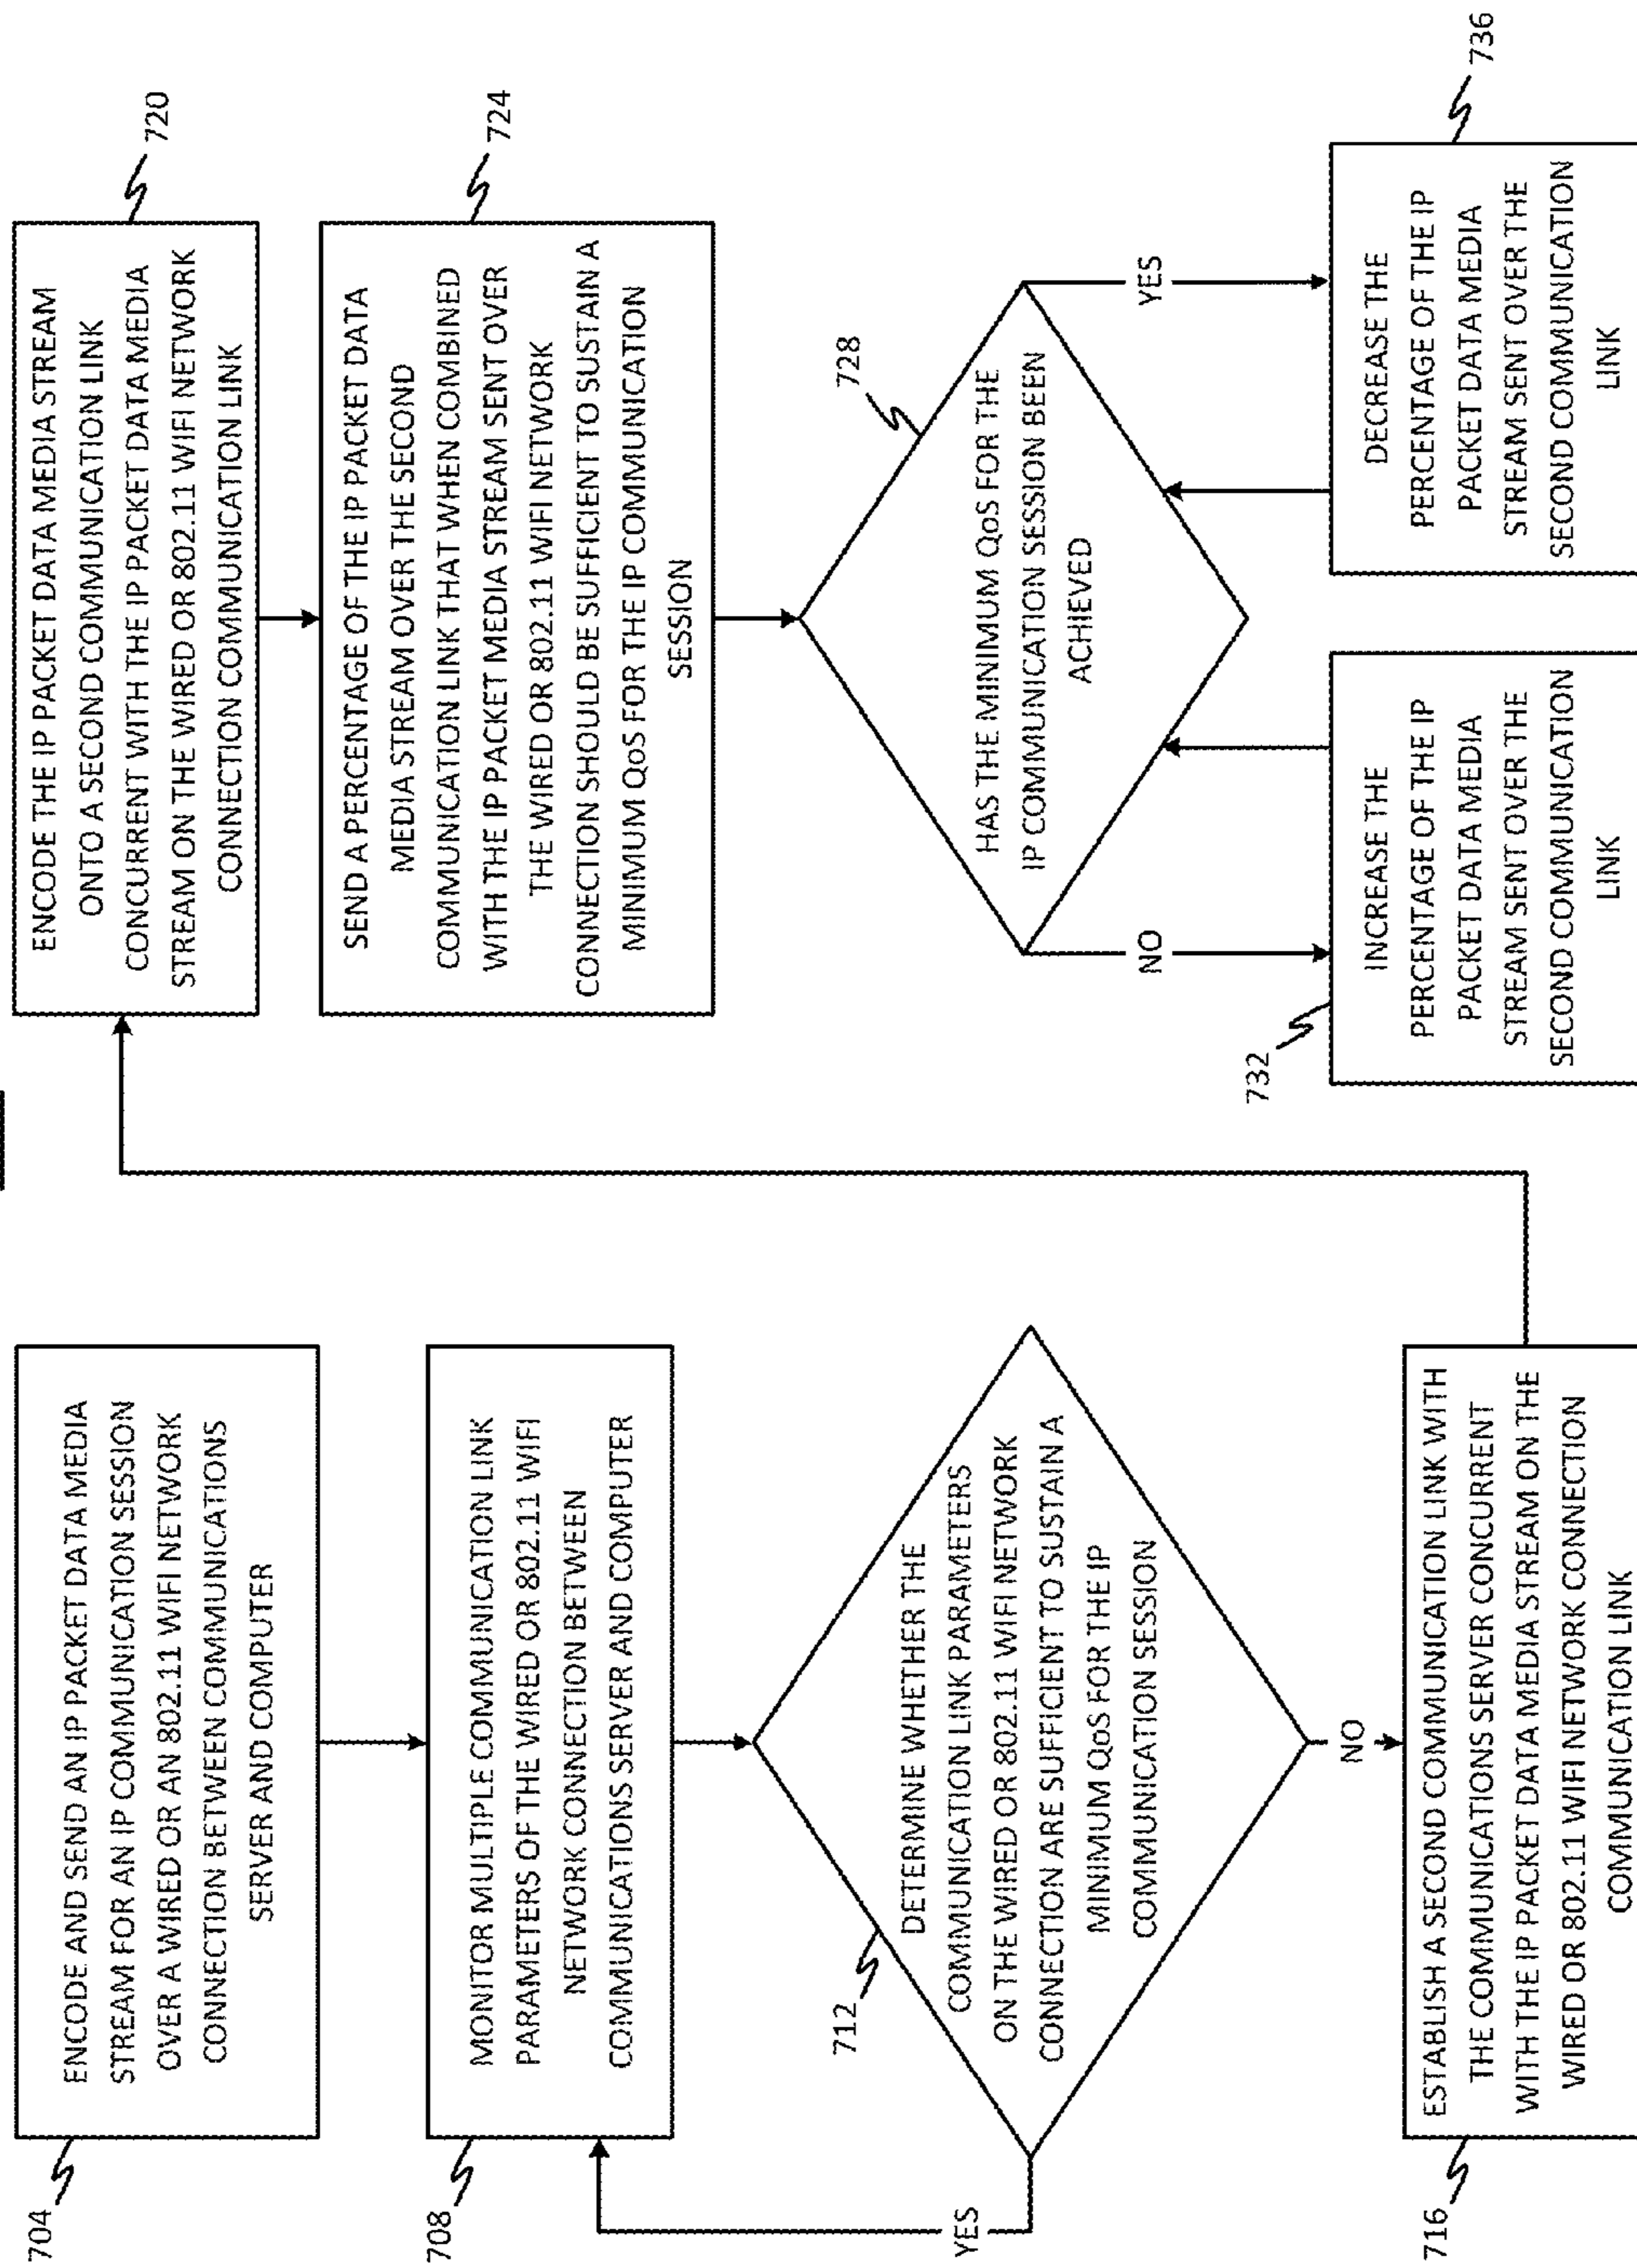 704
ENCODE AND SEND AN IP PACKET DATA MEDIA
STREAM FOR AN IP COMMUNICATION SESSION
OVER A WIRED OR AN 802.11 WIFI NETWORK
CONNECTION BETWEEN COMMUNICATIONS
SERVER AND COMPUTER
708
MONITOR MULTIPLE COMMUNICATION LINK
PARAMETERS OF THE WIRED OR 802.11 WIFI
NETWORK CONNECTION BETWEEN
COMMUNICATIONS SERVER AND COMPUTER
712
DETERMINE WHETHER THE
COMMUNICATION LINK PARAMETERS
ON THE WIRED OR 802.11 WIFI NETWORK
CONNECTION ARE SUFFICIENT TO SUSTAIN A
MINIMUM QoS FOR THE IP
COMMUNICATION SESSION
YES
NO
716
ESTABLISH A SECOND COMMUNICATION LINK WITH
THE COMMUNICATIONS SERVER CONCURRENT
WITH THE IP PACKET DATA MEDIA STREAM ON THE
WIRED OR 802.11 WIFI NETWORK CONNECTION
COMMUNICATION LINK
720
ENCODE THE IP PACKET DATA MEDIA STREAM
ONTO A SECOND COMMUNICATION LINK
CONCURRENT WITH THE IP PACKET DATA MEDIA
STREAM ON THE WIRED OR 802.11 WIFI NETWORK
CONNECTION COMMUNICATION LINK
724
SEND A PERCENTAGE OF THE IP PACKET DATA
MEDIA STREAM OVER THE SECOND
COMMUNICATION LINK THAT WHEN COMBINED
WITH THE IP PACKET MEDIA STREAM SENT OVER
THE WIRED OR 802.11 WIFI NETWORK
CONNECTION SHOULD BE SUFFICIENT TO SUSTAIN A
MINIMUM QoS FOR THE IP COMMUNICATION
SESSION
728
HAS THE MINIMUM QoS FOR THE
IP COMMUNICATION SESSION BEEN
ACHIEVED
NO
YES
732
INCREASE THE
PERCENTAGE OF THE IP
PACKET DATA MEDIA
STREAM SENT OVER THE
SECOND COMMUNICATION
LINK
736
DECREASE THE
PERCENTAGE OF THE IP
PACKET DATA MEDIA
STREAM SENT OVER THE
SECOND COMMUNICATION
LINK